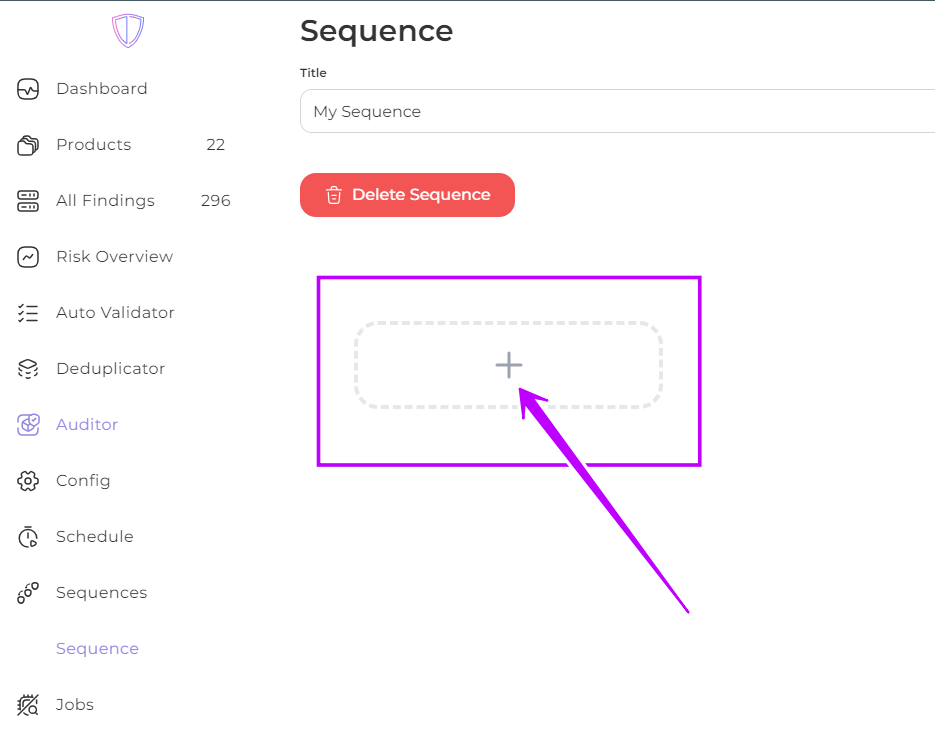 Sequence
Title
My Sequence
Delete Sequence
Dashboard
Products 22
All Findings 296
Risk Overview
Auto Validator
Deduplicator
Auditor
Config
Schedule
Sequences
Sequence
Jobs